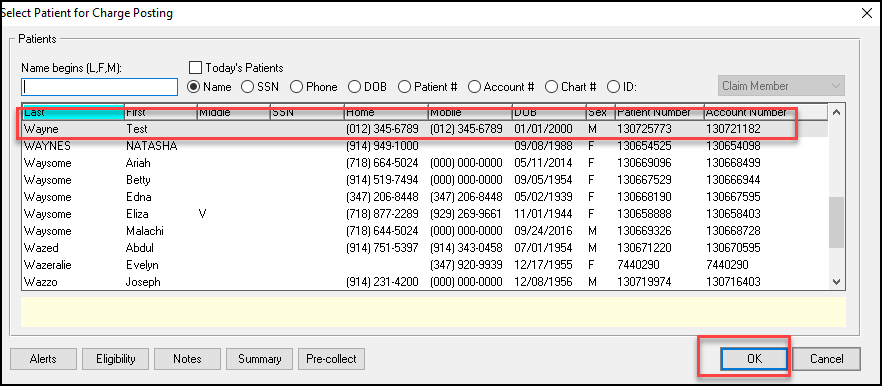 Select Patient for Charge Posting
Patients
Name begins (L,F,M):
Today's Patients
Name SSN Phone DOB Patient # Account # Chart # ID: Claim Member
Last First Middle SSN Home Mobile DOB Sex Patient Number Account Number
Wayne Test (012) 345-6789 (012) 345-6789 01/01/2000 M 130725773 130721182
WAYNES NATASHA (914) 949-1000 09/08/1988 F 130654525 130654098
Waysome Ariah (718) 664-5024 (000) 000-0000 05/11/2014 F 130669096 130668499
Waysome Betty (914) 519-7494 (000) 000-0000 09/05/1954 F 130667529 130666944
Waysome Edna (347) 206-8448 (347) 206-8448 05/02/1939 F 130668190 130667595
Waysome Eliza V (718) 877-2289 (929) 269-9661 11/01/1944 F 130658888 130658403
Waysome Malachi (718) 644-5024 (000) 000-0000 09/24/2016 M 130669326 130668728
Wazed Abdul (914) 751-5397 (914) 343-0458 07/01/1954 M 130671220 130670595
Wazeralie Evelyn (347) 920-9939 12/17/1955 F 7440290 7440290
Wazzo Joseph (914) 231-4200 (000) 000-0000 12/08/1956 M 130719974 130716403
Alerts Eligibility Notes Summary Pre-collect OK Cancel